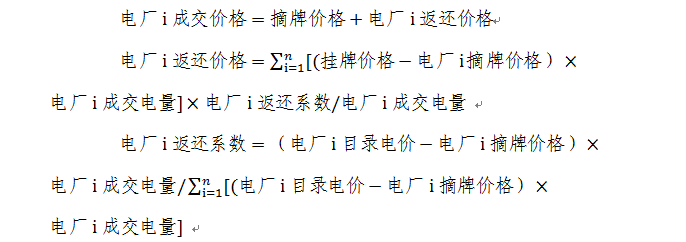 电厂 i 成交价格＝摘牌价格＋电厂 i 返还价格↵
电厂 i 返还价格＝∑ⁿᵢ₌₁[(挂牌价格－电厂 i摘牌价格）×
电厂 i 成交电量]× 电厂 i 返还系数/电厂 i 成交电量 ↵
电厂 i 返还系数＝（电厂 i 目录电价－电厂 i 摘牌价格）×
电厂 i 成交电量/∑ⁿᵢ₌₁[(电厂 i 目录电价－电厂 i 摘牌价格）×
电厂 i 成交电量] ↵